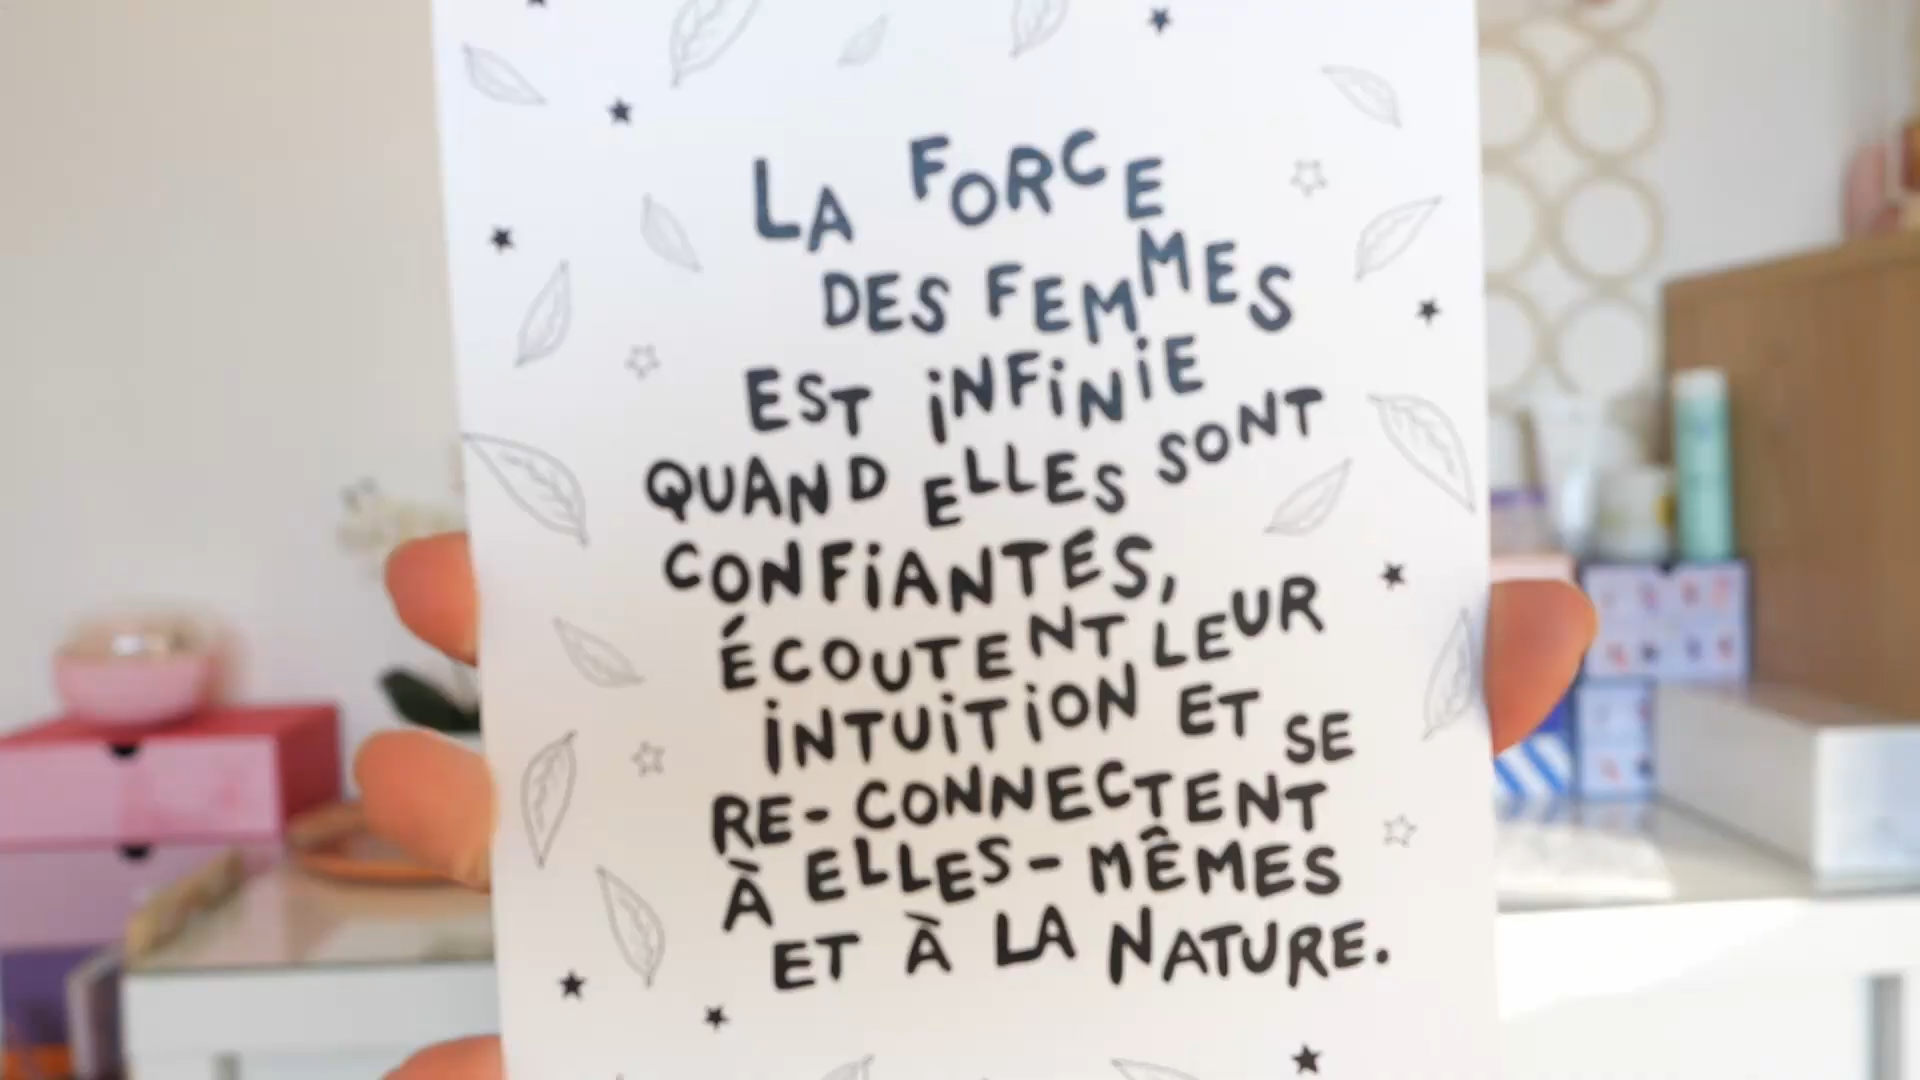 LA FORCE
DES FEMMES
EST iNFiNiE
QUAND ELLES SONT
CONFiANTES,
ÉCOUTENT LEUR
iNTUiTiON ET SE
RE-CONNECTENT
À ELLES-MÊMES
ET À LA NATURE.